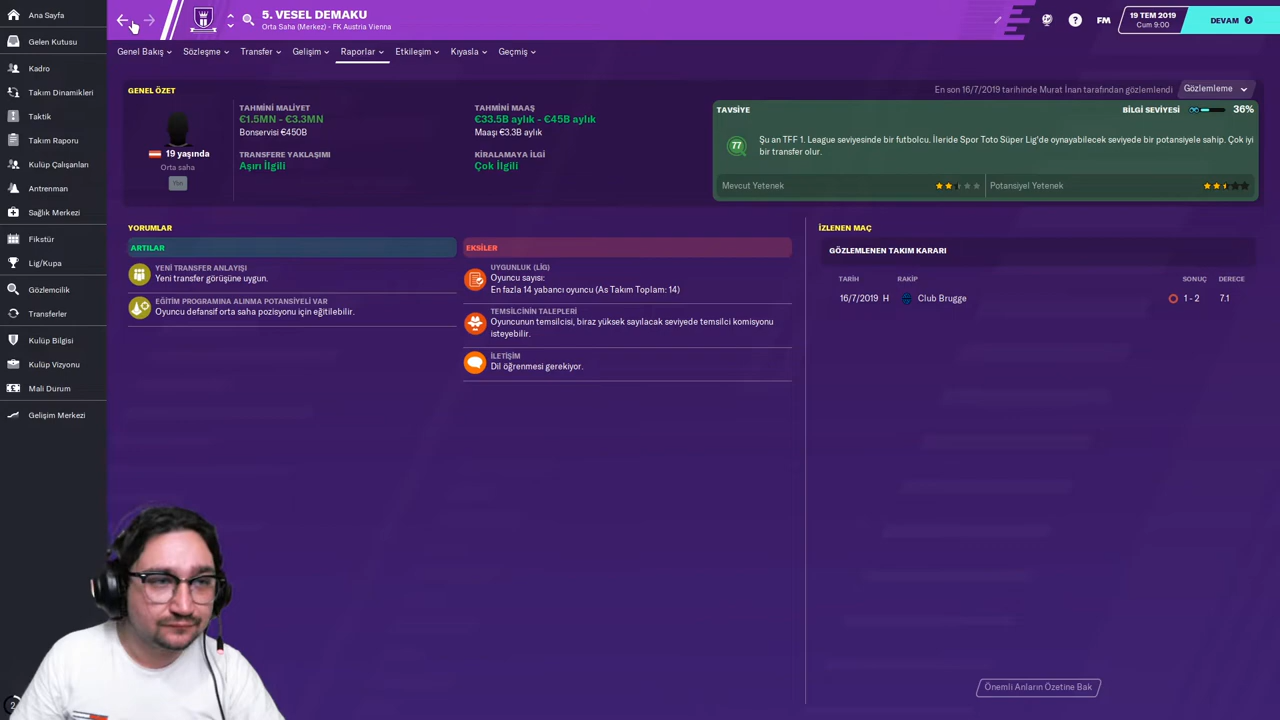 Ana Sayfa
Gelen Kutusu
Kadro
Takım Dinamikleri
Taktik
Takım Raporu
Kulüp Çalışanları
Antrenman
Sağlık Merkezi
Fikstür
Lig/Kupa
Gözlemcilik
Transferler
Kulüp Bilgisi
Kulüp Vizyonu
Mali Durum
Gelişim Merkezi
2
5. VESEL DEMAKU
Orta Saha (Merkez) - FK Austria Vienna
FM
19 TEM 2019
Cum 9:00
DEVAM
Genel Bakış
Sözleşme
Transfer
Gelişim
Raporlar
Etkileşim
Kıyasla
Geçmiş
GENEL ÖZET
En son 16/7/2019 tarihinde Murat İnan tarafından gözlemlendi
Gözlemleme
19 yaşında
Orta saha
TAHMİNİ MALİYET
€1.5MN - €3.3MN
Bonservisi €450B
TRANSFERE YAKLAŞIMI
Aşırı İlgili
TAHMİNİ MAAŞ
€33.5B aylık - €45B aylık
Maaşı €3.3B aylık
KİRALAMAYA İLGİ
Çok İlgili
TAVSİYE
BİLGİ SEVİYESİ
36%
77
Şu an TFF 1. League seviyesinde bir futbolcu. İleride Spor Toto Süper Lig'de oynayabilecek seviyede bir potansiyele sahip. Çok iyi
bir transfer olur.
Mevcut Yetenek
Potansiyel Yetenek
YORUMLAR
ARTILAR
YENİ TRANSFER ANLAYIŞI
Yeni transfer görüşüne uygun.
EĞİTİM PROGRAMINA ALINMA POTANSİYELİ VAR
Oyuncu defansif orta saha pozisyonu için eğitilebilir.
EKSİLER
UYGUNLUK (LİG)
Oyuncu sayısı:
En fazla 14 yabancı oyuncu (As Takım Toplam: 14)
TEMSİLCİNİN TALEPLERİ
Oyuncunun temsilcisi, biraz yüksek sayılacak seviyede temsilci komisyonu
isteyebilir.
İLETİŞİM
Dil öğrenmesi gerekiyor.
İZLENEN MAÇ
GÖZLEMLENEN TAKIM KARARI
TARİH
RAKİP
SONUÇ
DERECE
16/7/2019 H
Club Brugge
1 - 2
7.1
Önemli Anların Özetine Bak